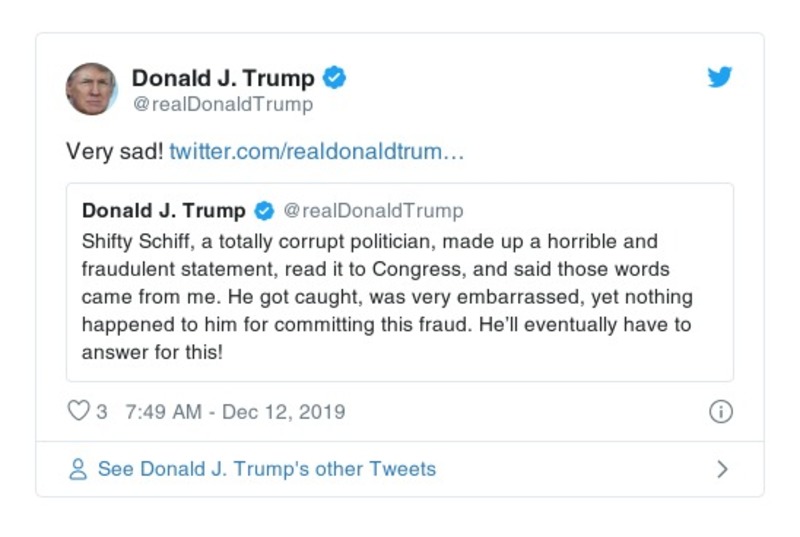 Donald J. Trump
@realDonaldTrump
Very sad! twitter.com/realdonaldtrum…
Donald J. Trump @realDonaldTrump
Shifty Schiff, a totally corrupt politician, made up a horrible and
fraudulent statement, read it to Congress, and said those words
came from me. He got caught, was very embarrassed, yet nothing
happened to him for committing this fraud. He’ll eventually have to
answer for this!
3 7:49 AM - Dec 12, 2019
See Donald J. Trump's other Tweets